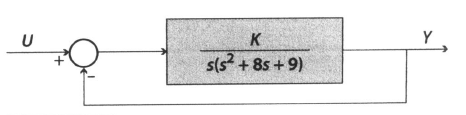 U
Y
K
s(s² + 8s + 9)
+
−